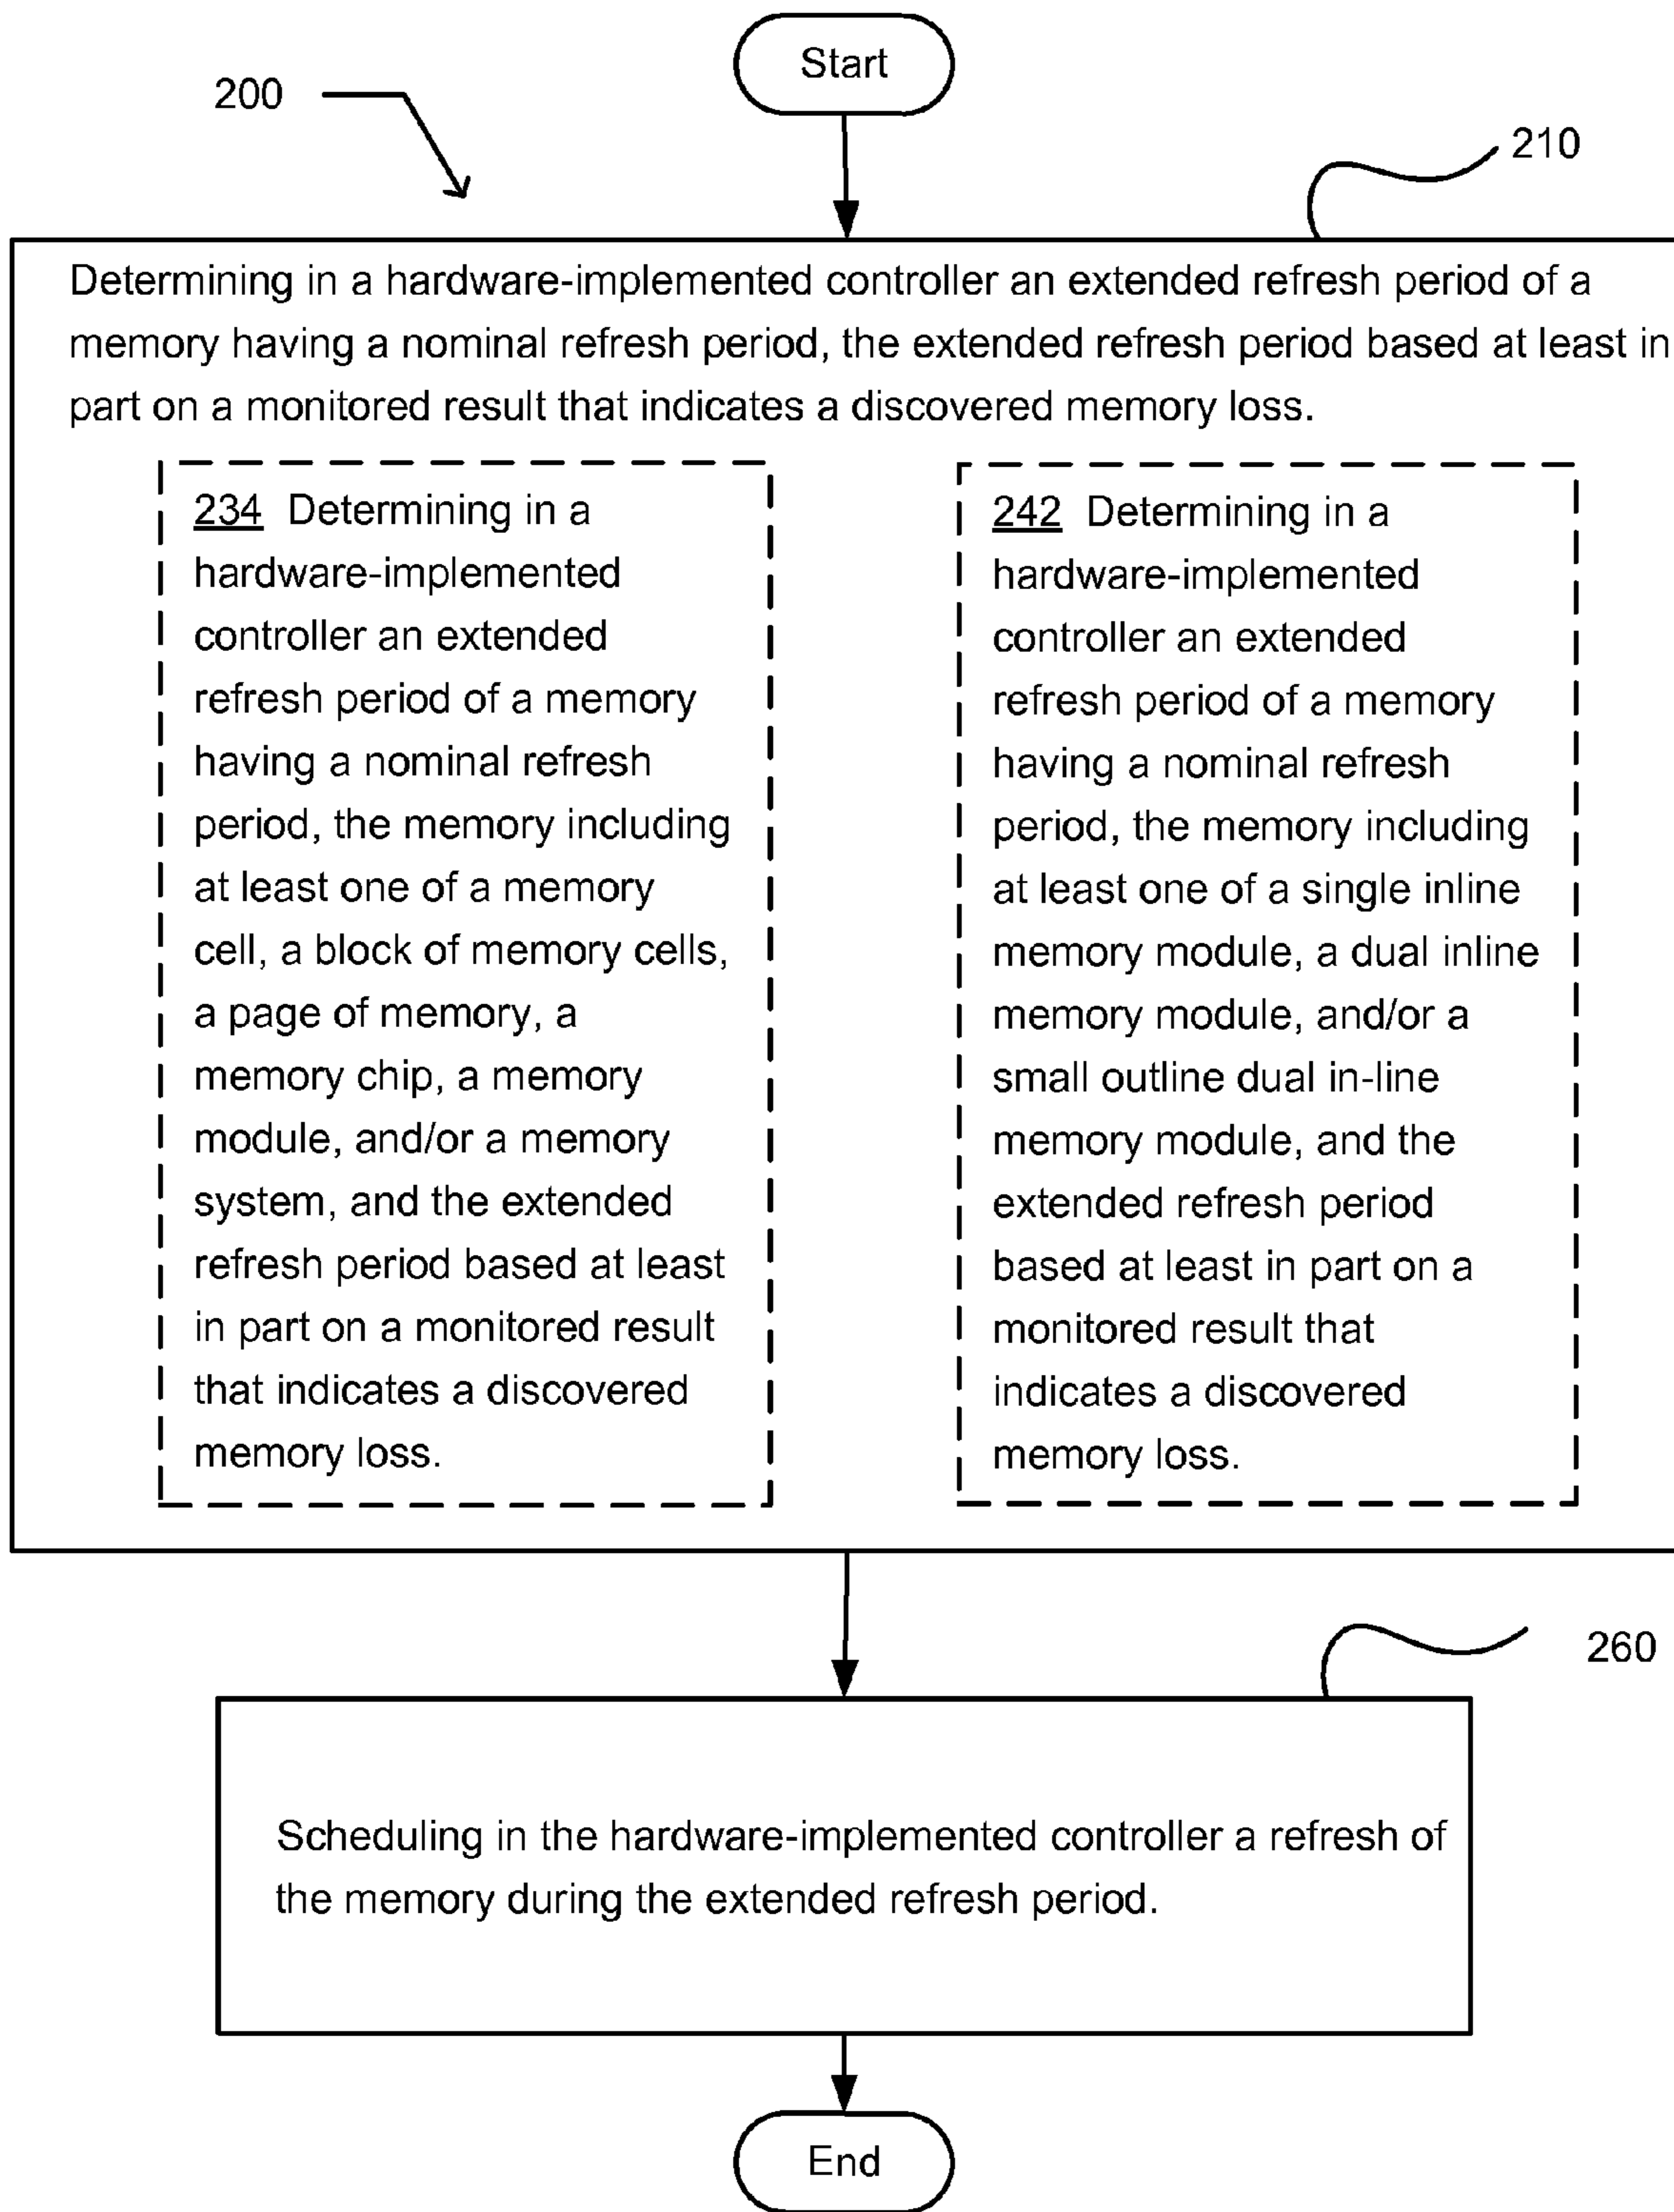 Start
200
210
Determining in a hardware-implemented controller an extended refresh period of a
memory having a nominal refresh period, the extended refresh period based at least in
part on a monitored result that indicates a discovered memory loss.
234 Determining in a
hardware-implemented
controller an extended
refresh period of a memory
having a nominal refresh
period, the memory including
at least one of a memory
cell, a block of memory cells,
a page of memory, a
memory chip, a memory
module, and/or a memory
system, and the extended
refresh period based at least
in part on a monitored result
that indicates a discovered
memory loss.
242 Determining in a
hardware-implemented
controller an extended
refresh period of a memory
having a nominal refresh
period, the memory including
at least one of a single inline
memory module, a dual inline
memory module, and/or a
small outline dual in-line
memory module, and the
extended refresh period
based at least in part on a
monitored result that
indicates a discovered
memory loss.
260
Scheduling in the hardware-implemented controller a refresh of
the memory during the extended refresh period.
End